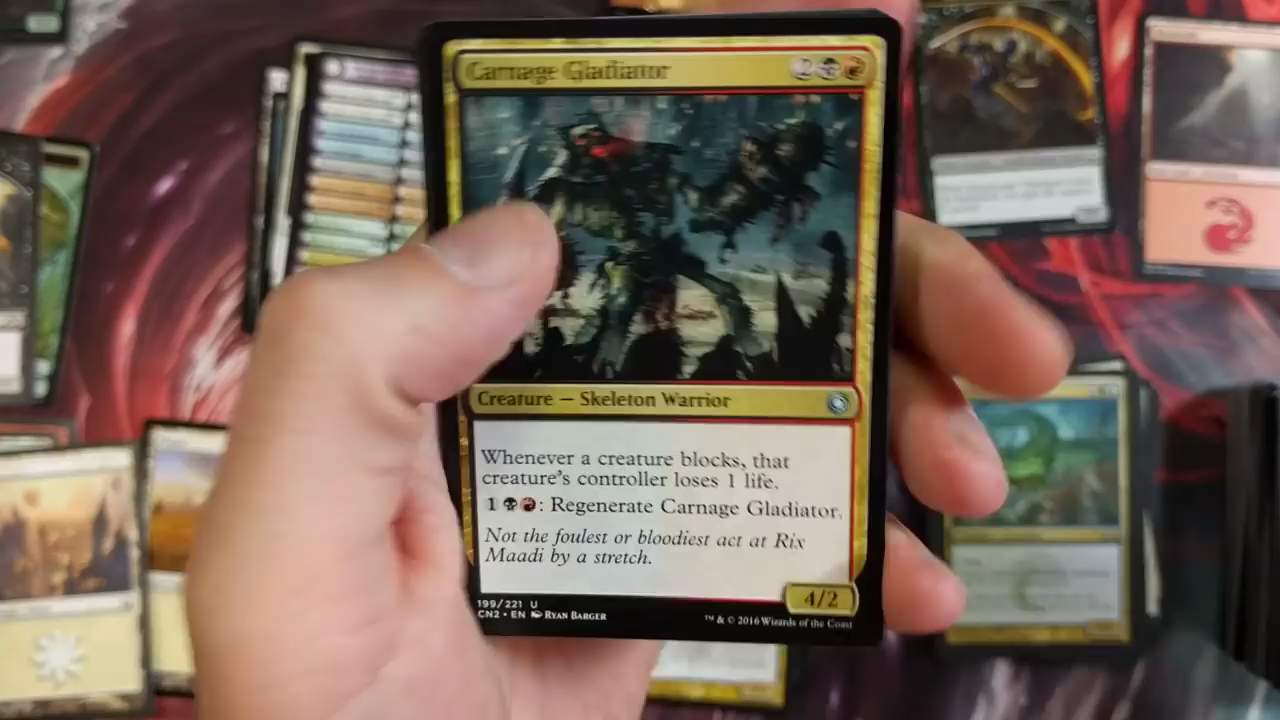 Carnage Gladiator 2
Creature — Skeleton Warrior
Whenever a creature blocks, that
creature's controller loses 1 life.
1: Regenerate Carnage Gladiator.
Not the foulest or bloodiest act at Rix
Maadi by a stretch.
4/2
199/221 U
CN2 • EN Ryan Barger
™ & © 2016 Wizards of the Coast